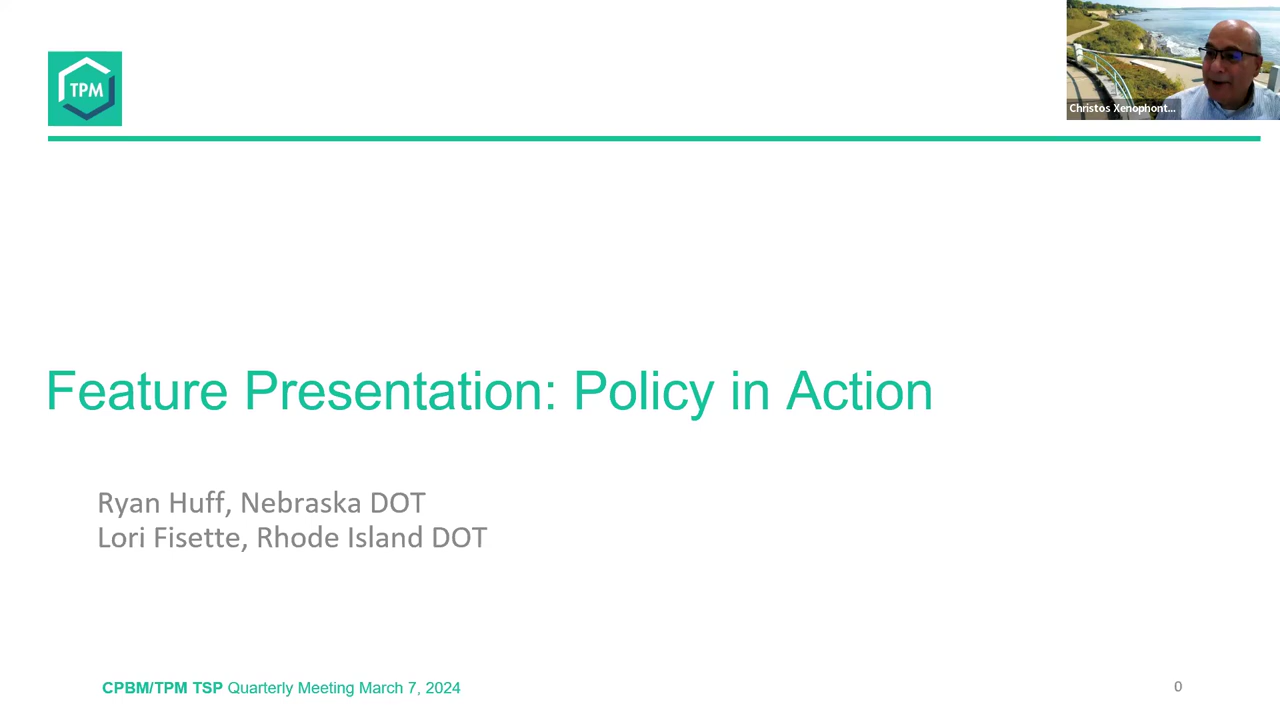 TPM
Christos Xenophont...
Feature Presentation: Policy in Action
Ryan Huff, Nebraska DOT
Lori Fisette, Rhode Island DOT
CPBM/TPM TSP Quarterly Meeting March 7, 2024
0